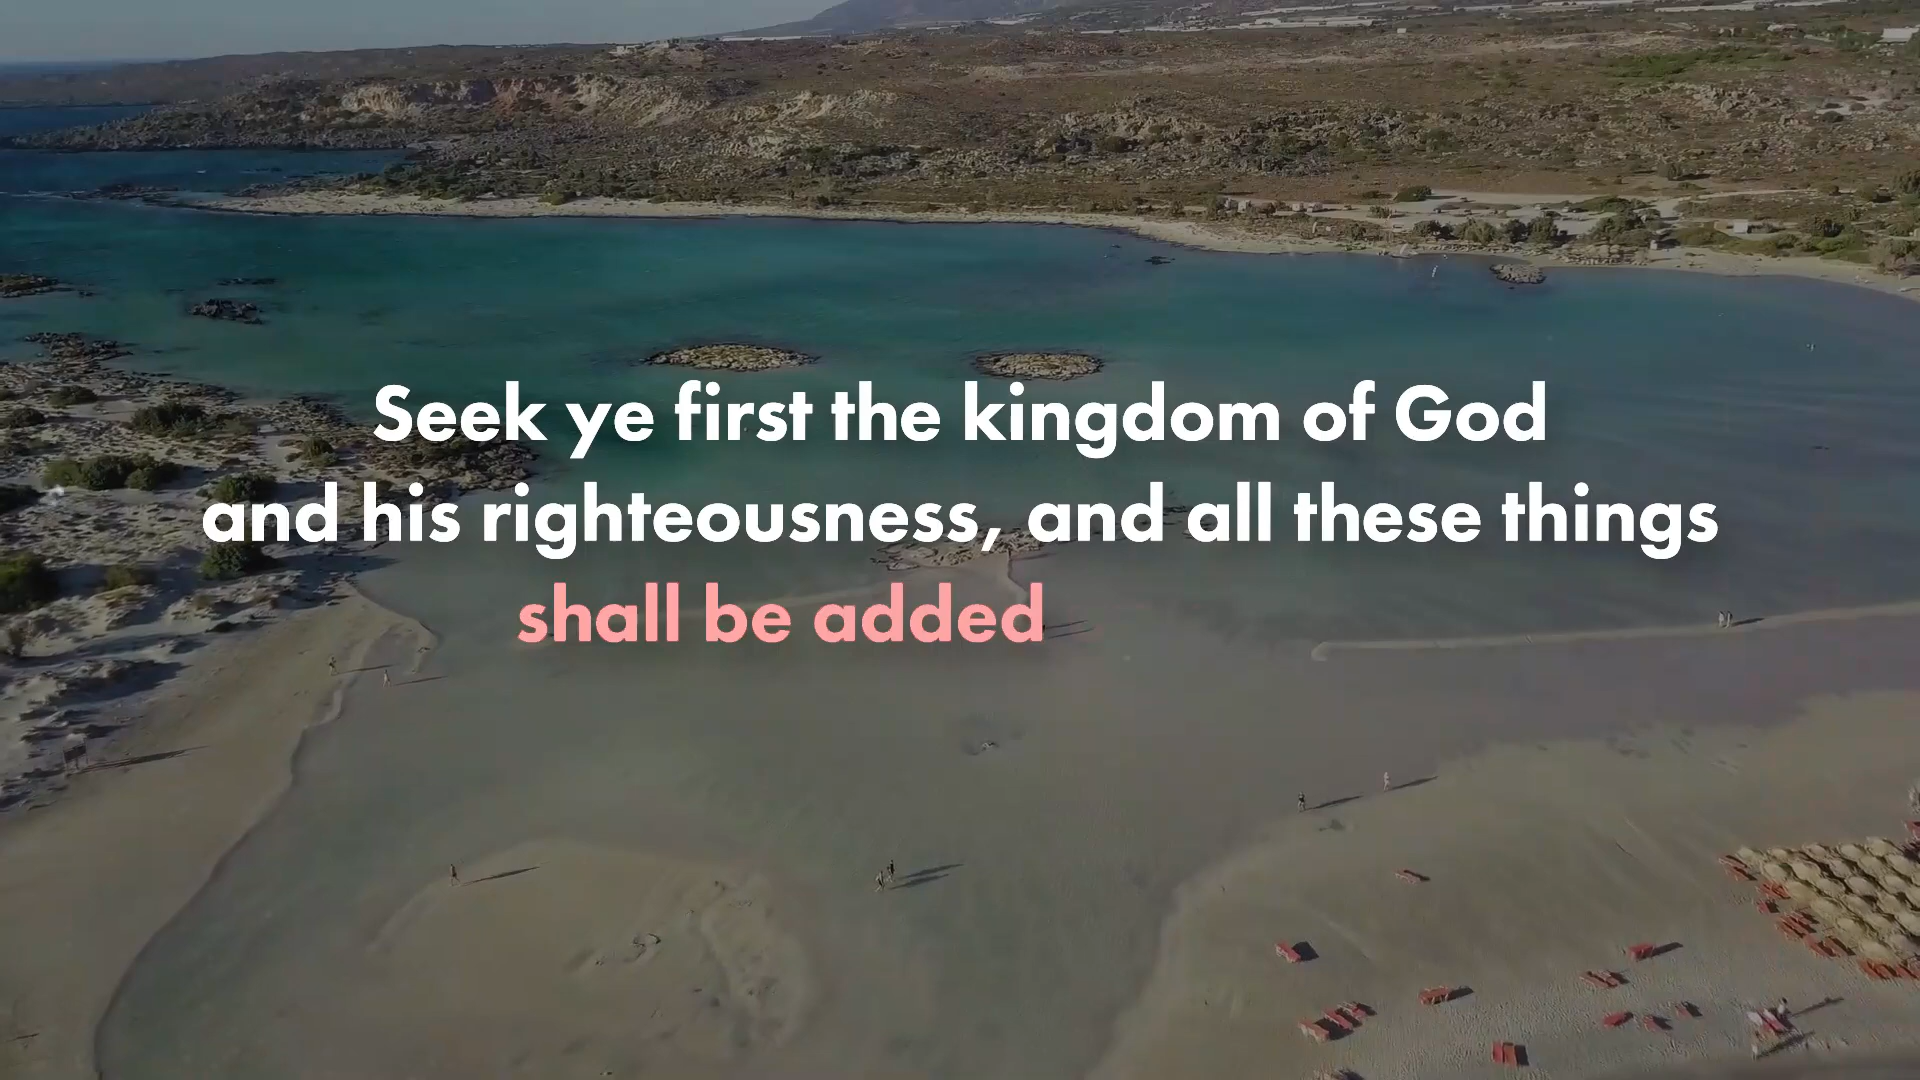 Seek ye first the kingdom of God
and his righteousness, and all these things
shall be added